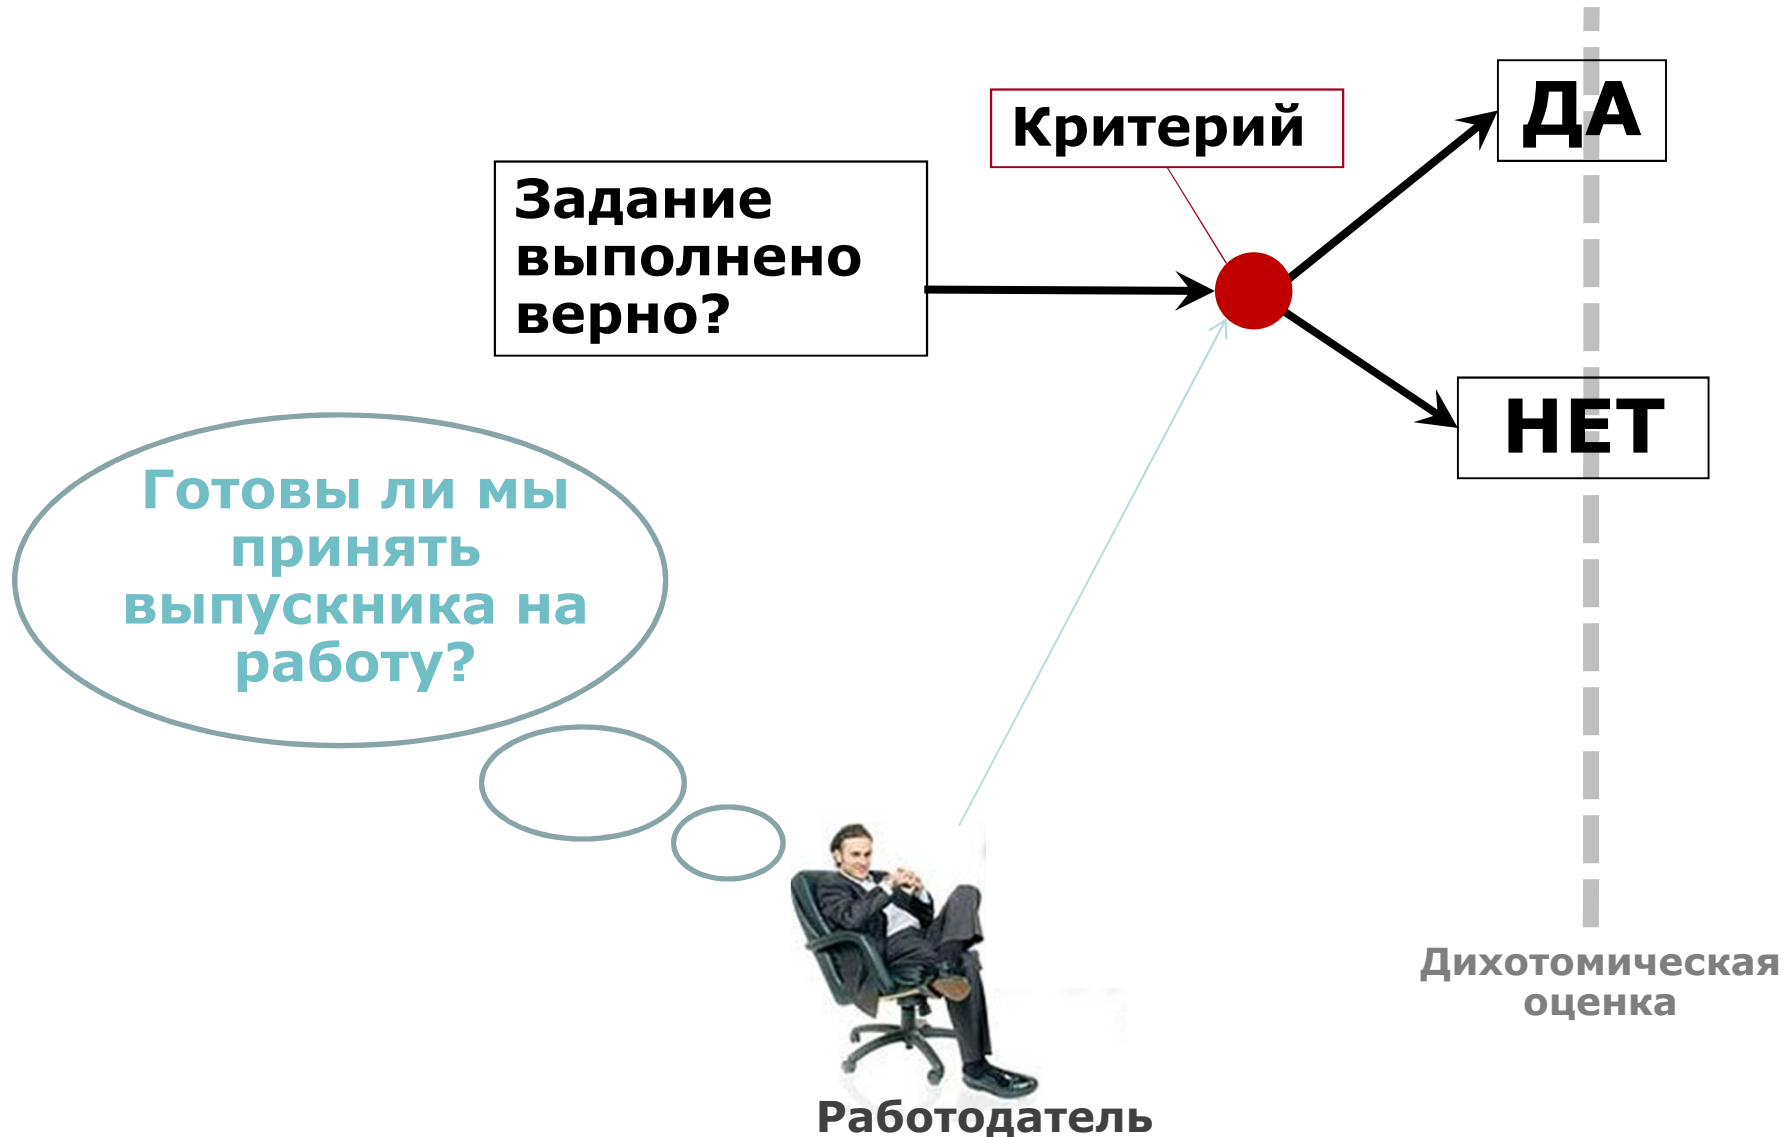 ДА
Критерий
Задание
выполнено
верно?
НЕТ
Готовы ли мы
принять
выпускника на
работу?
Дихотомическая
оценка
Работодатель